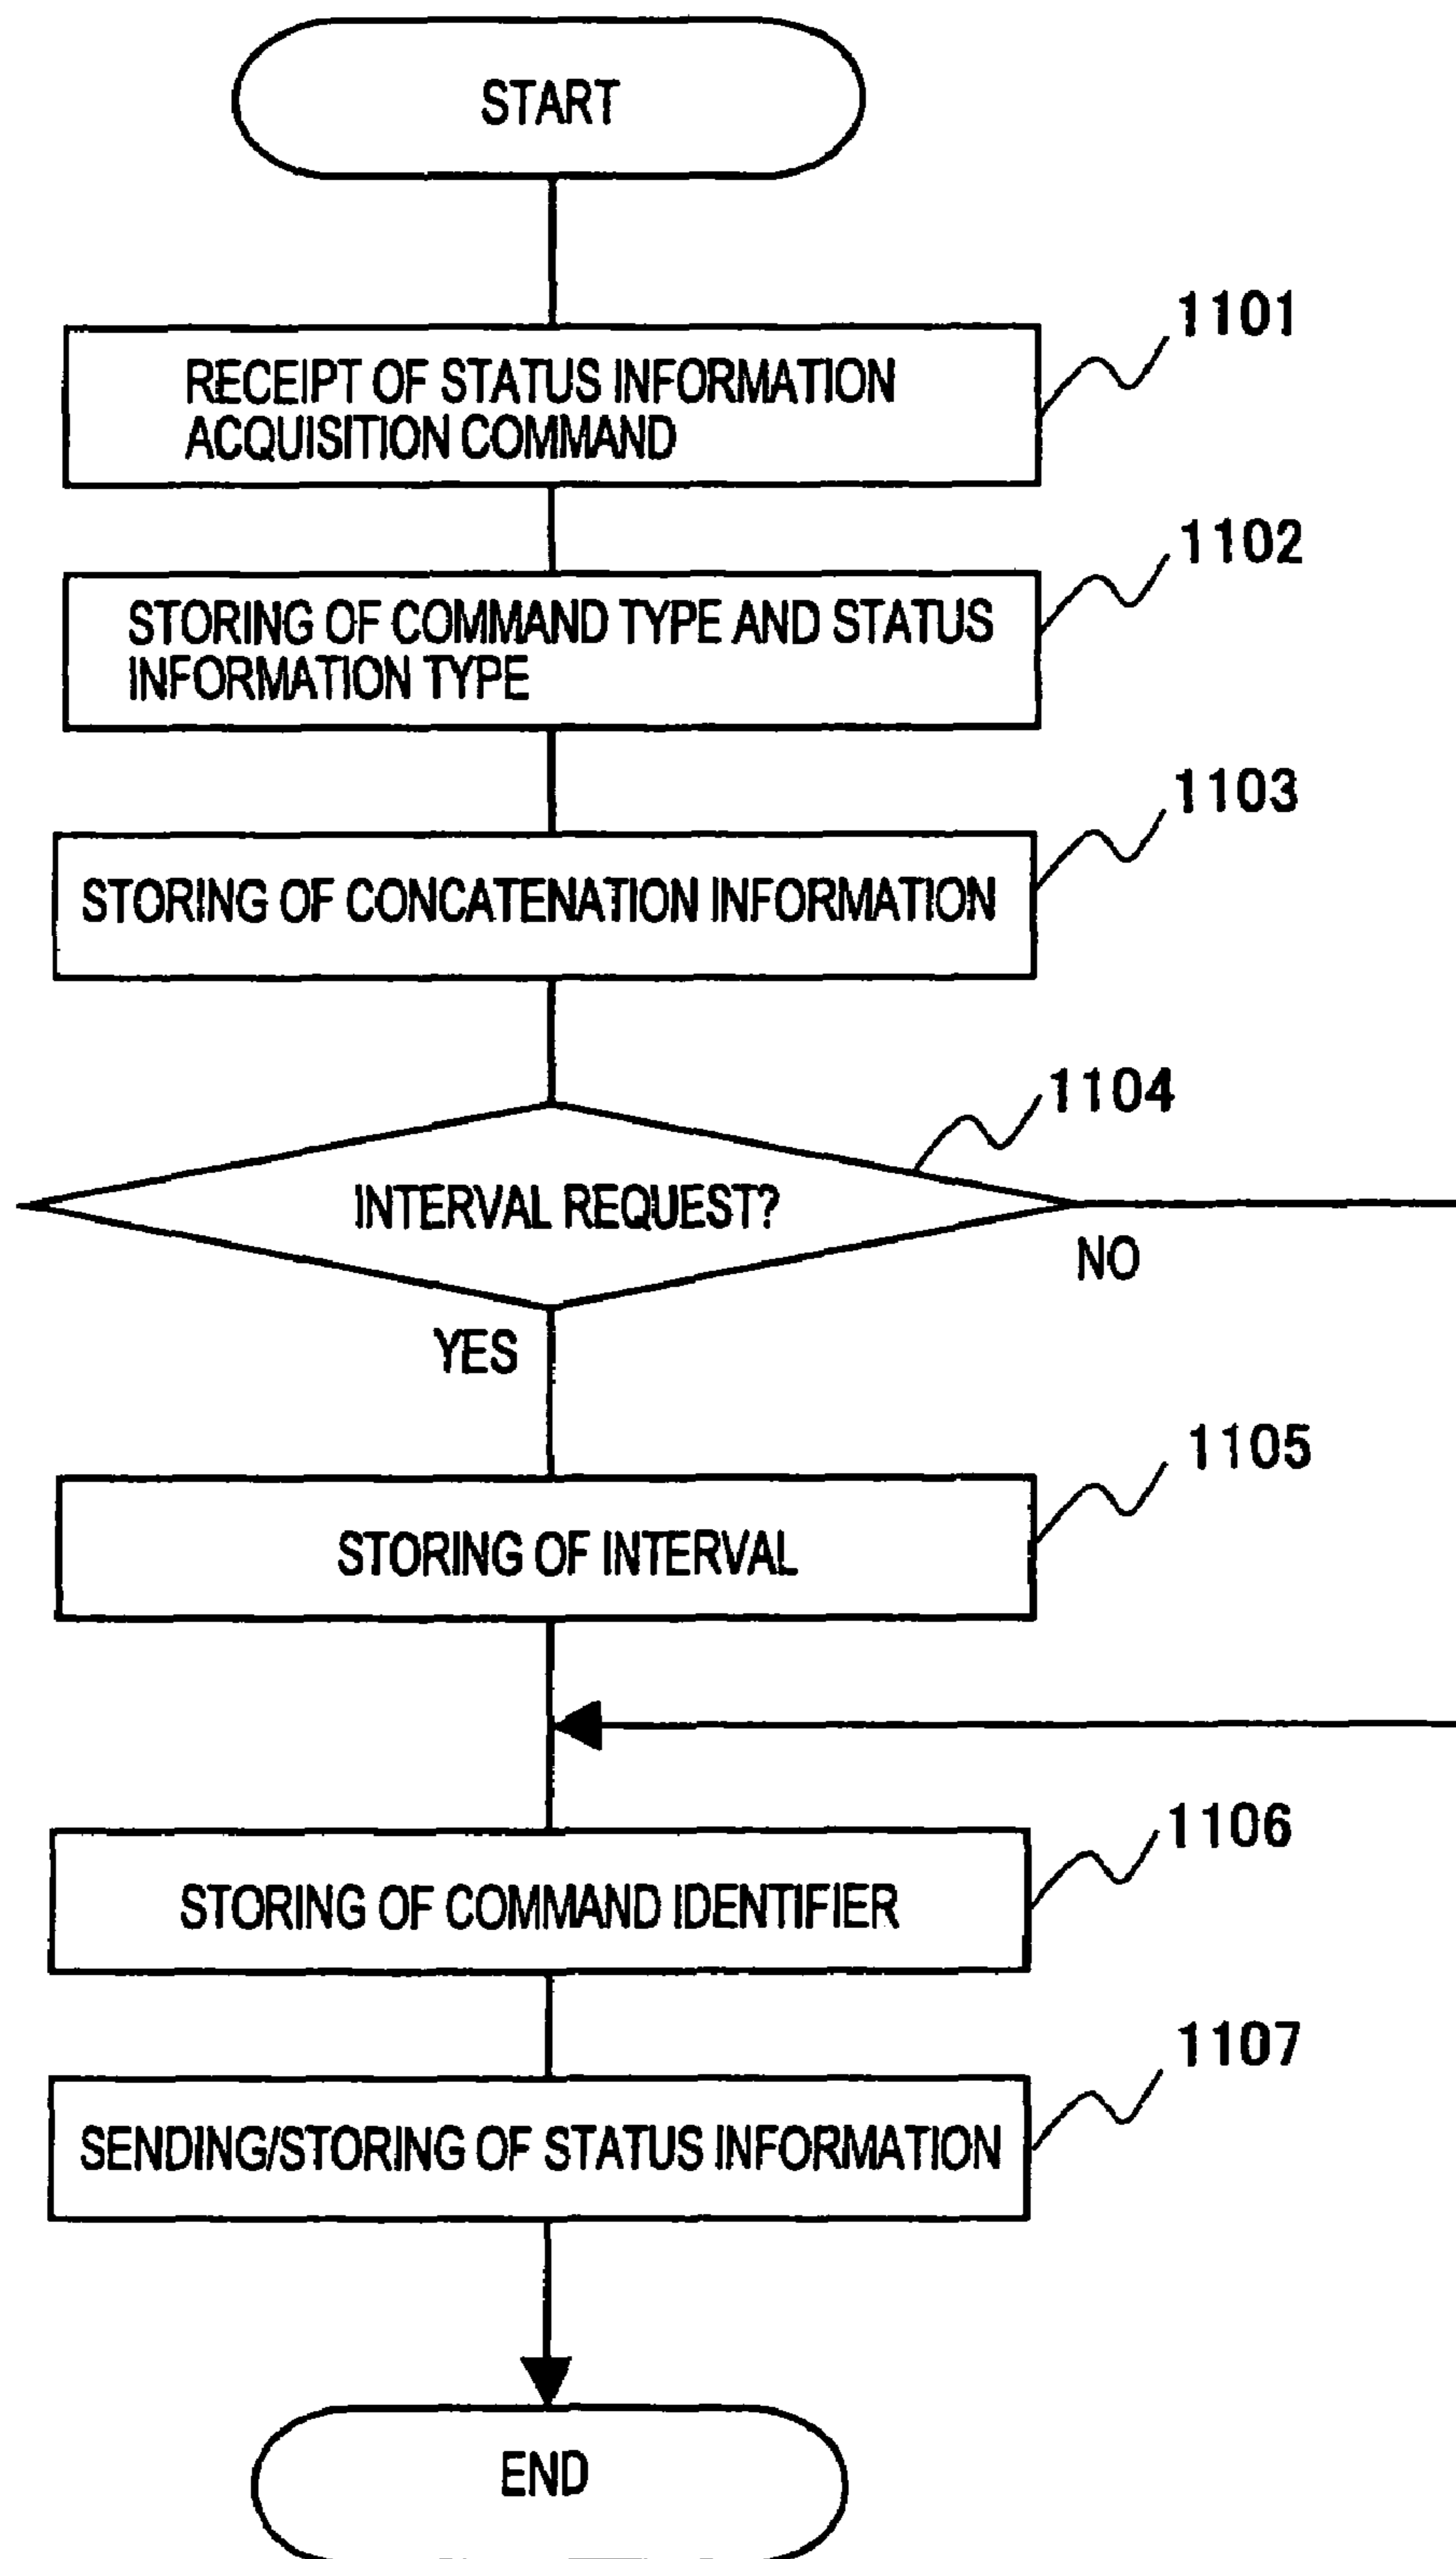 START
1101
RECEIPT OF STATUS INFORMATION
ACQUISITION COMMAND
1102
STORING OF COMMAND TYPE AND STATUS
INFORMATION TYPE
1103
STORING OF CONCATENATION INFORMATION
1104
INTERVAL REQUEST?
NO
YES
1105
STORING OF INTERVAL
1106
STORING OF COMMAND IDENTIFIER
1107
SENDING/STORING OF STATUS INFORMATION
END